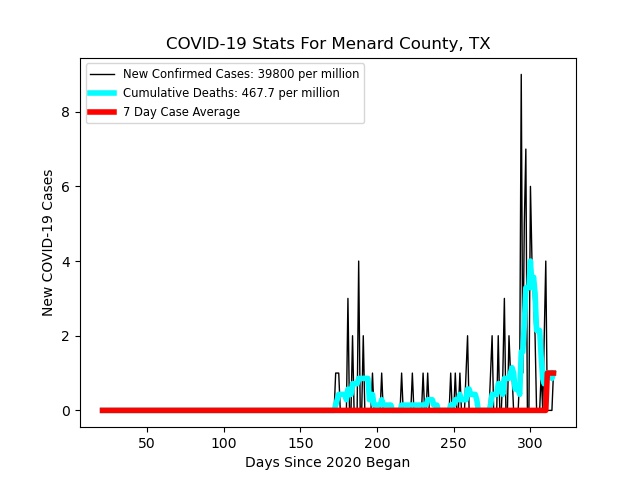 COVID-19 Stats For Menard County, TX
New Confirmed Cases: 39800 per million
Cumulative Deaths: 467.7 per million
7 Day Case Average
New COVID-19 Cases
8
6
4
2
0
50 100 150 200 250 300
Days Since 2020 Began